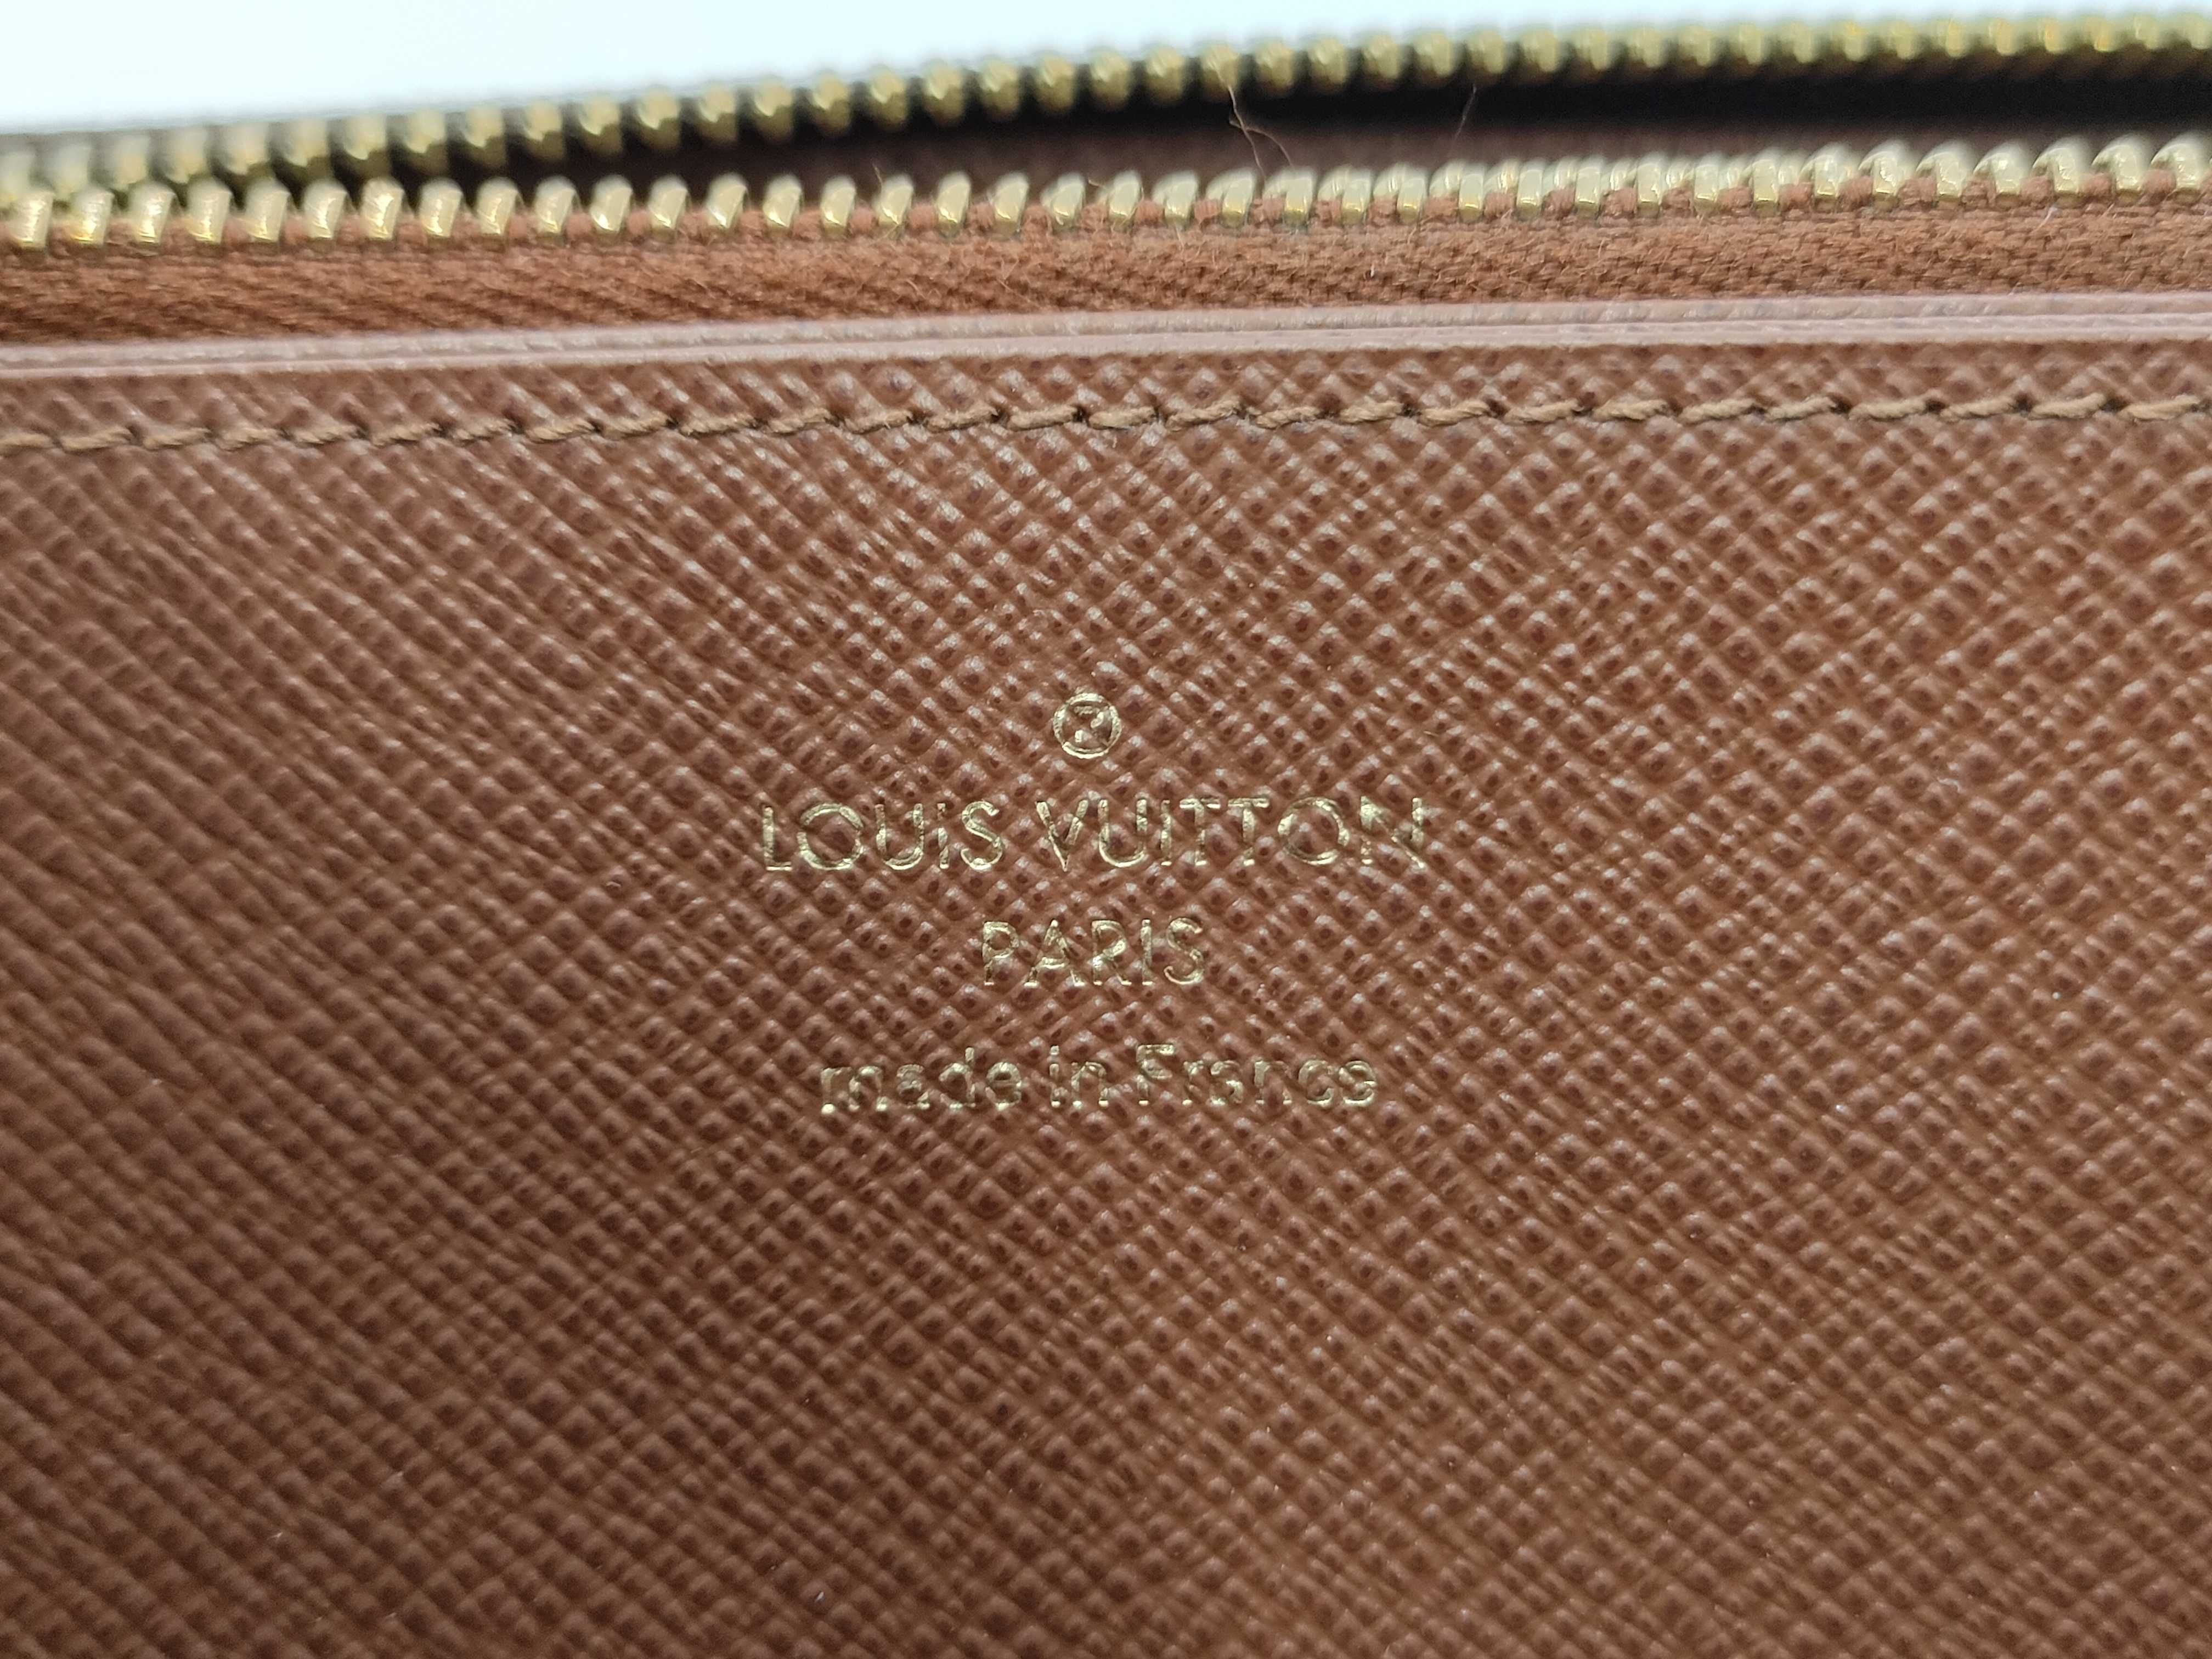 ®
LOUIS VUITTON
PARIS
made in France